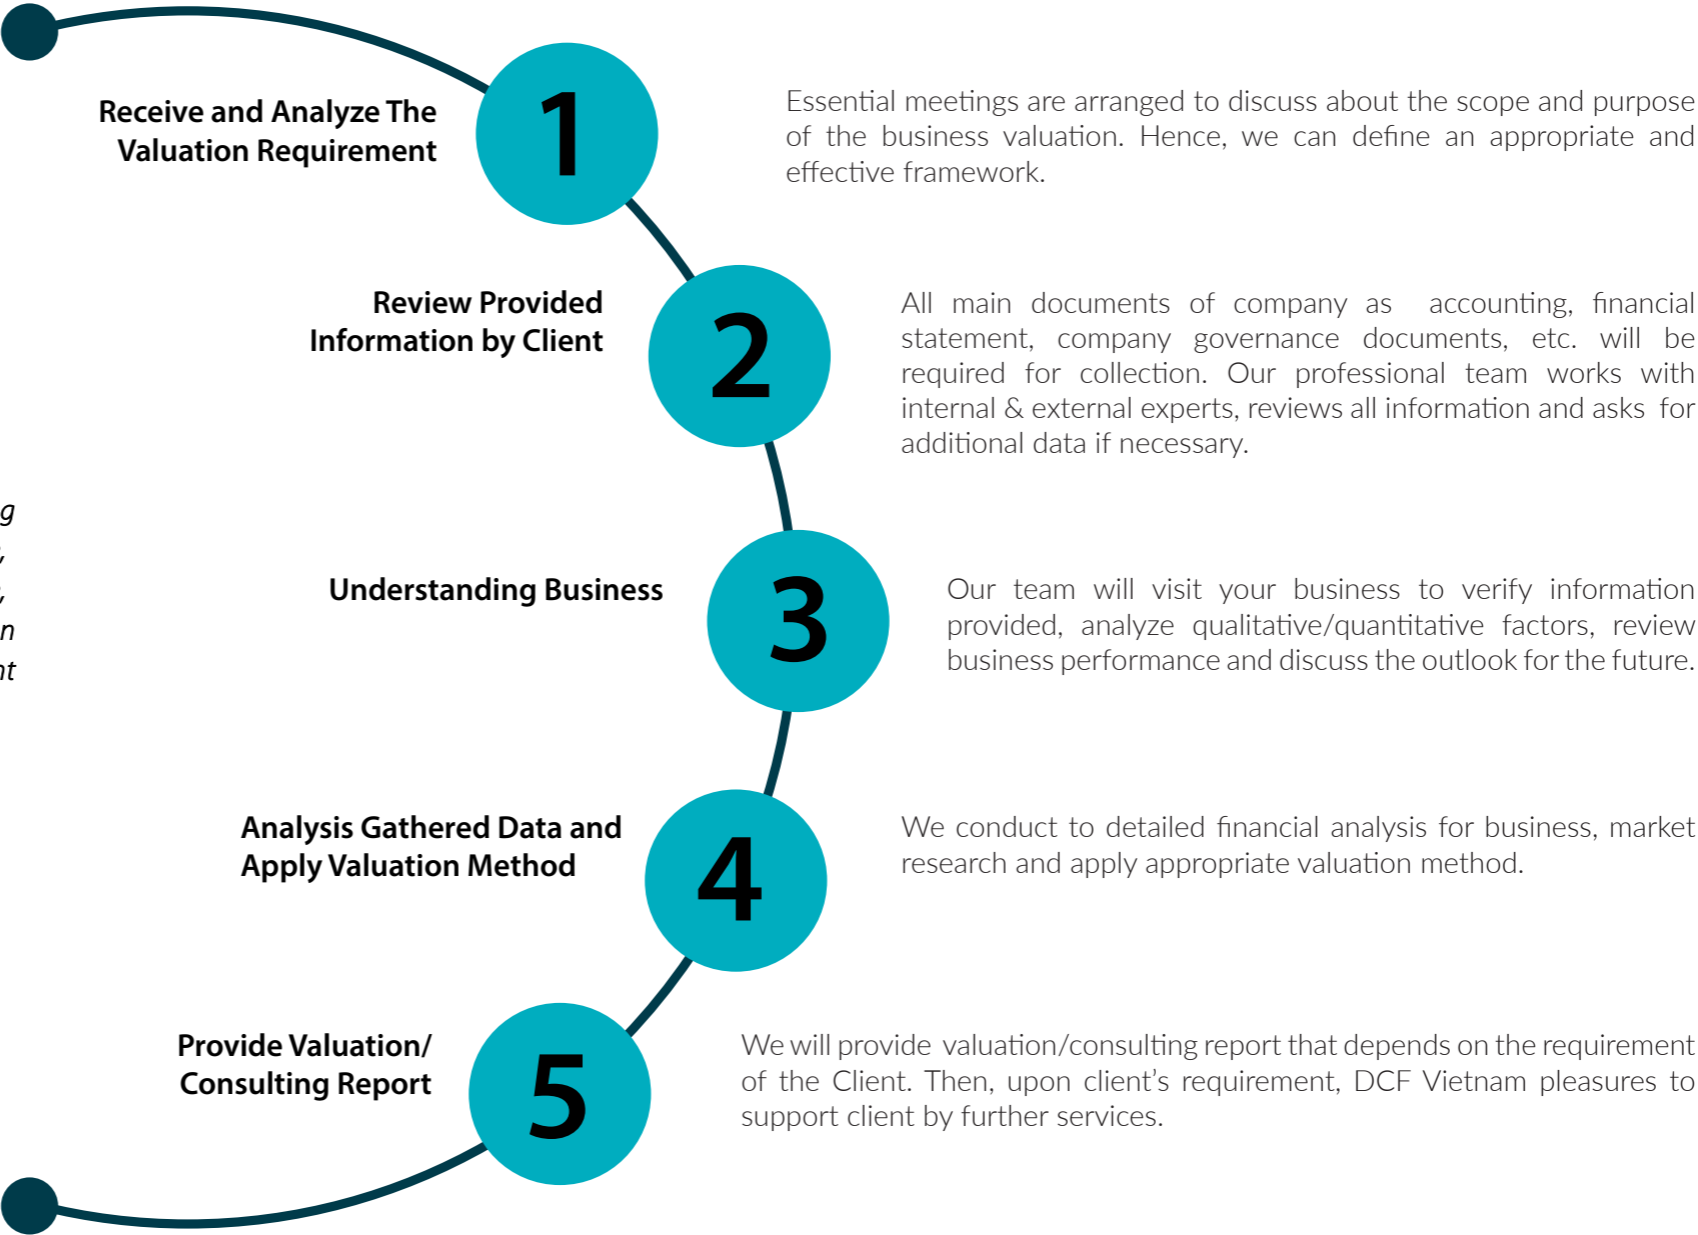 Receive and Analyze The
Valuation Requirement
1
Essential meetings are arranged to discuss about the scope and purpose
of the business valuation. Hence, we can define an appropriate and
effective framework.
Review Provided
Information by Client
2
All main documents of company as accounting, financial
statement, company governance documents, etc. will be
required for collection. Our professional team works with
internal & external experts, reviews all information and asks for
additional data if necessary.
Understanding Business
3
Our team will visit your business to verify information
provided, analyze qualitative/quantitative factors, review
business performance and discuss the outlook for the future.
Analysis Gathered Data and
Apply Valuation Method
4
We conduct to detailed financial analysis for business, market
research and apply appropriate valuation method.
Provide Valuation/
Consulting Report
5
We will provide valuation/consulting report that depends on the requirement
of the Client. Then, upon client's requirement, DCF Vietnam pleasures to
support client by further services.